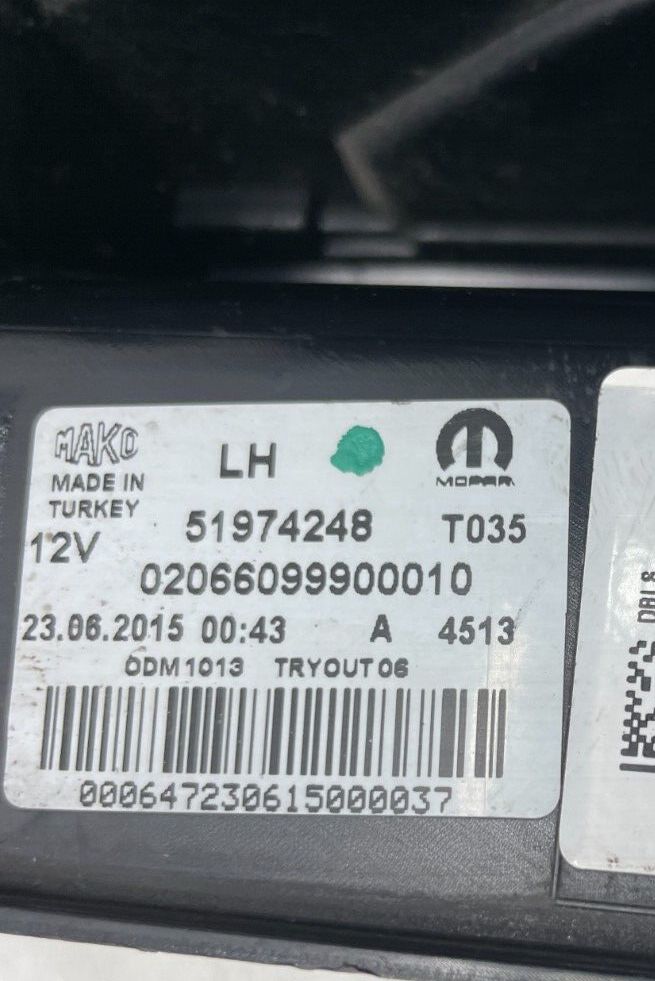 MAKO LH MOPAR
MADE IN
TURKEY
12V 51974248 T035
02066099900010
23.06.2015 00:43 A 4513
ODM1013 TRYOUT06
000647230615000037